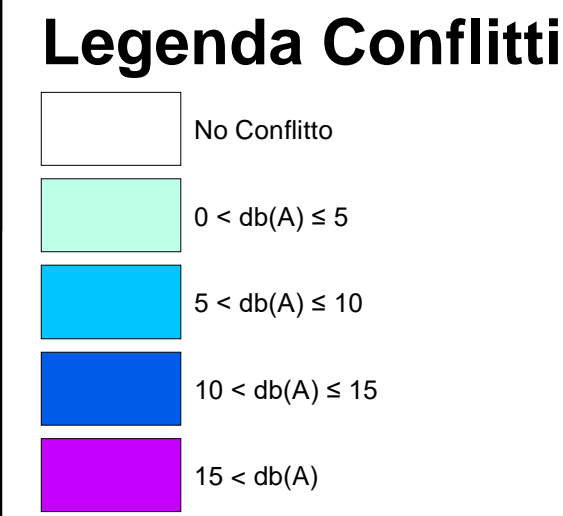 Legenda Conflitti
No Conflitto
0 < db(A) ≤ 5
5 < db(A) ≤ 10
10 < db(A) ≤ 15
15 < db(A)